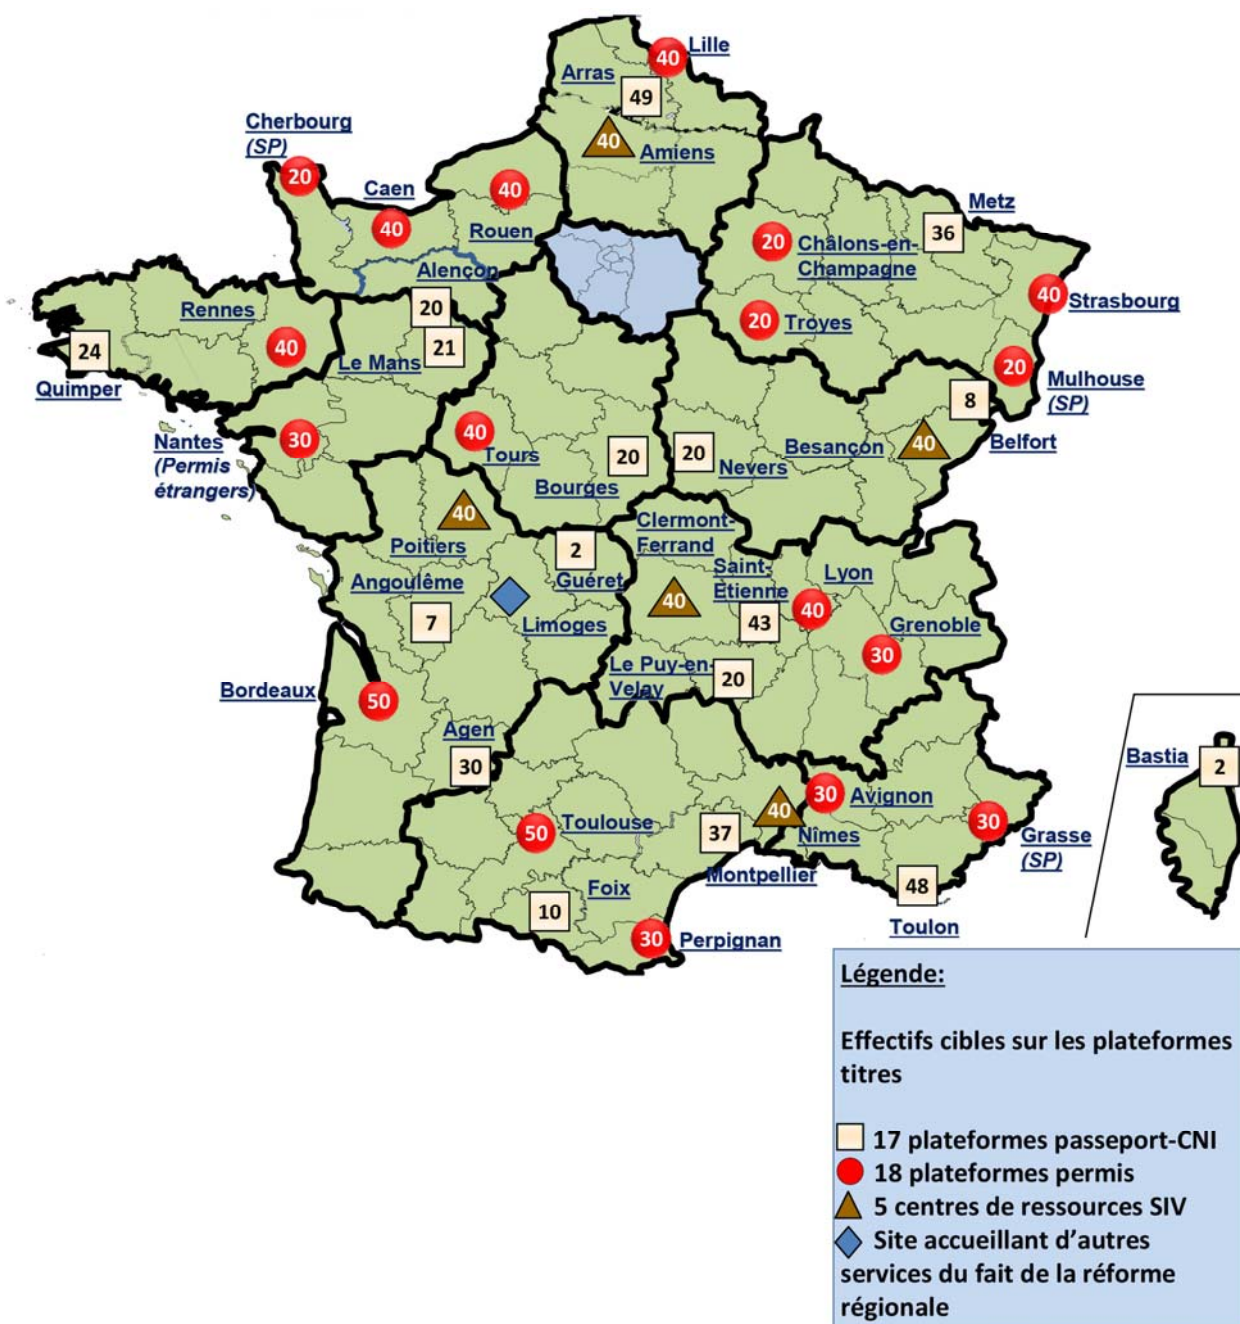 Lille
40
Arras
49
Cherbourg
(SP)
40
Amiens
20
Caen
40
40
Rouen
Metz
36
20
Châlons-en-
Champagne
Alençon
20
40
Strasbourg
Rennes
20
Troyes
40
21
Le Mans
24
Quimper
20
Mulhouse
(SP)
8
Belfort
Nantes
(Permis
étrangers)
30
40
Tours
20
Bourges
20
Nevers
Besançon
40
40
Poitiers
Clermont-
Ferrand
2
Guéret
Saint-
Etienne
Lyon
Angoulême
40
40
7
Limoges
43
Grenoble
30
Le Puy-en-
Velay
20
Bordeaux
50
Agen
30
Bastia
2
30
Avignon
40
Nîmes
30
Grasse
(SP)
50
Toulouse
37
Montpellier
48
Toulon
Foix
10
30
Perpignan
Légende:
Effectifs cibles sur les plateformes
titres
17 plateformes passeport-CNI
18 plateformes permis
5 centres de ressources SIV
Site accueillant d’autres
services du fait de la réforme
régionale